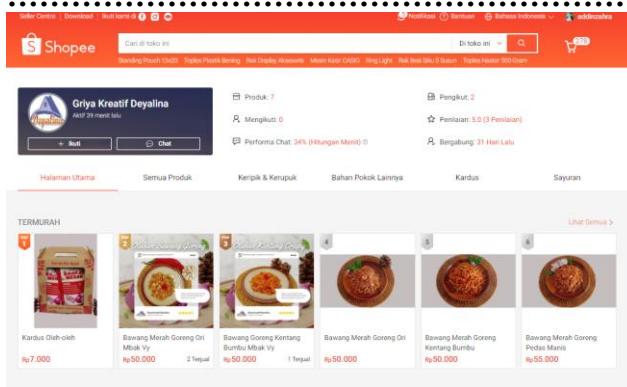 Seller Centre | Download | Ikuti kami di
Notifikasi Bantuan Bahasa Indonesia addinzahra
Shopee
Cari di toko ini
Di toko ini
278
Standing Pouch 13x20 Toples Plastik Bening Rak Display Aksesoris Mesin Kasir CASIO Ring Light Rak Besi Siku 5 Susun Toples Nastar 500 Gram
Griya Kreatif Deyalina
Aktif 29 menit lalu
+ Ikuti
Chat
Produk: 7
Pengikut: 2
Mengikuti: 0
Penilaian: 5.0 (3 Penilaian)
Performa Chat: 34% (Hitungan Menit)
Bergabung: 31 Hari Lalu
Halaman Utama Semua Produk Keripik & Kerupuk Bahan Pokok Lainnya Kardus Sayuran
TERMURAH
Lihat Semua >
1 2 3 4 5 6
Kardus Oleh-oleh
Rp7.000
Bawang Merah Goreng Ori
Mbak Vy
Rp50.000 2 Terjual
Bawang Goreng Kentang
Bumbu Mbak Vy
Rp50.000 1 Terjual
Bawang Merah Goreng Ori
Rp50.000
Bawang Merah Goreng
Kentang Bumbu
Rp50.000
Bawang Merah Goreng
Pedas Manis
Rp55.000